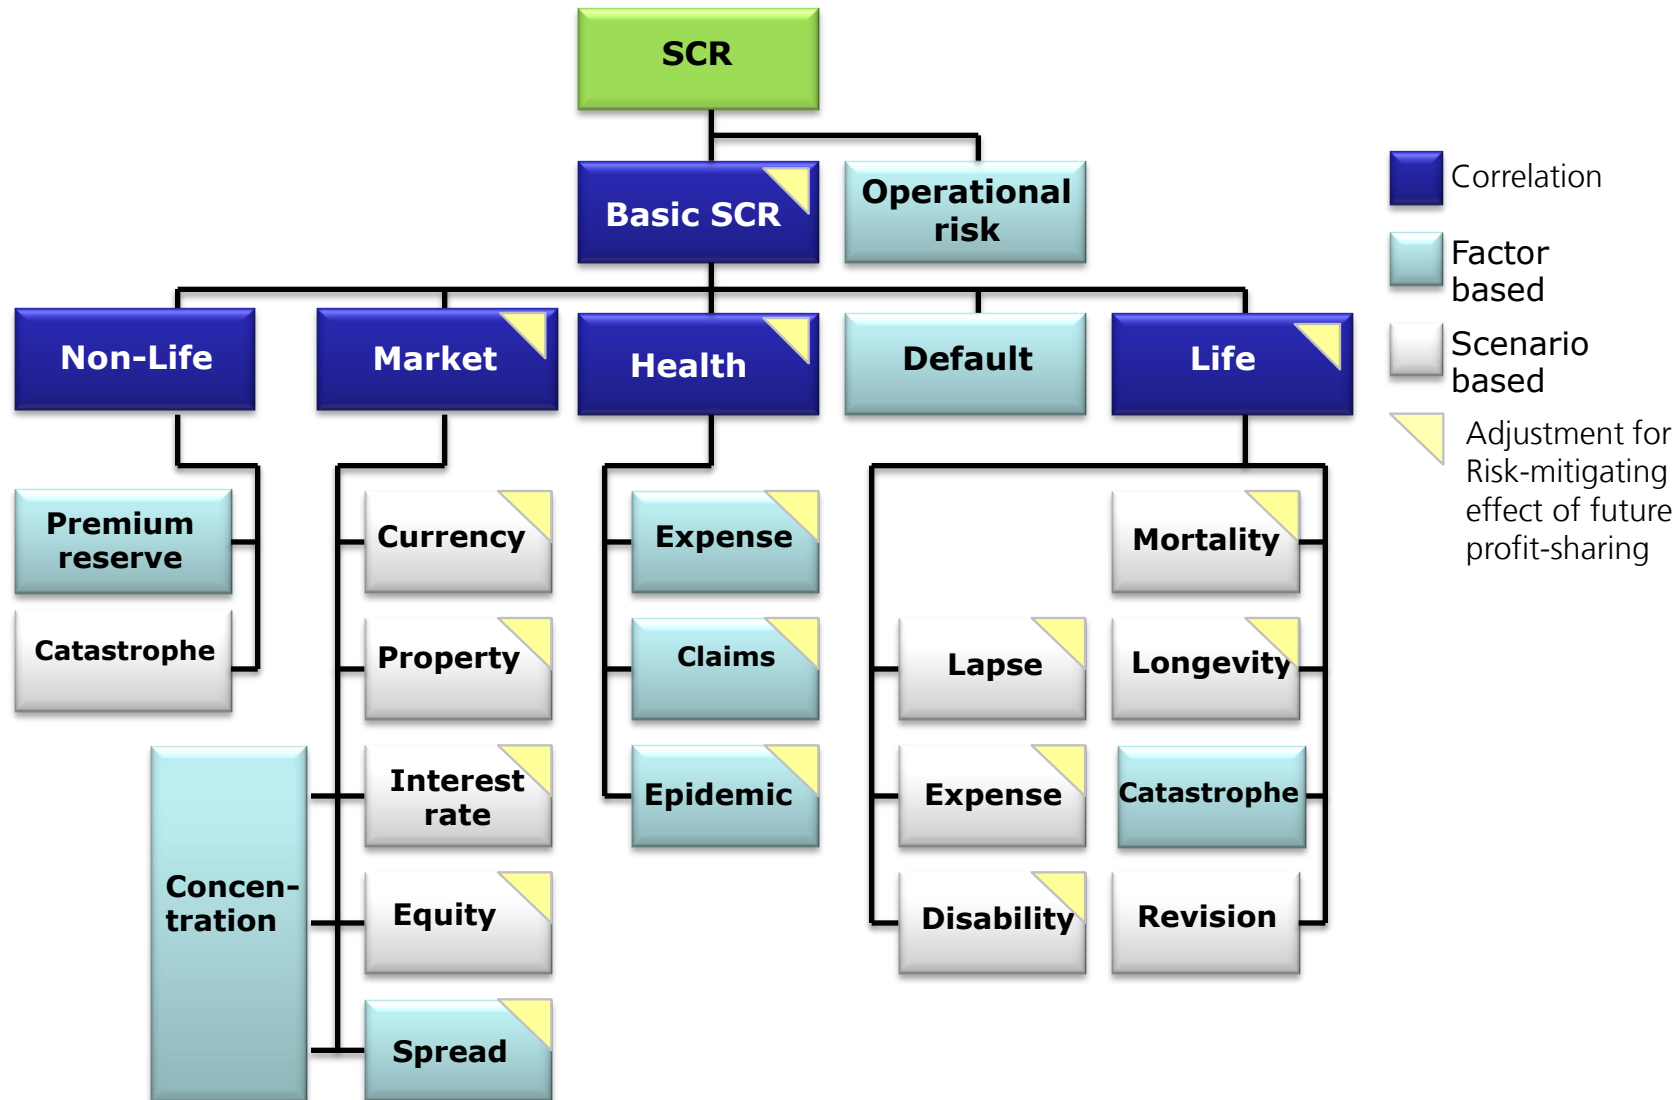 SCR
Basic SCR
Operational
risk
Correlation
Factor
based
Scenario
based
Adjustment for
Risk-mitigating
effect of future
profit-sharing
Non-Life
Market
Health
Default
Life
Premium
reserve
Catastrophe
Concen-
tration
Currency
Property
Interest
rate
Equity
Spread
Expense
Claims
Epidemic
Lapse
Expense
Disability
Mortality
Longevity
Catastrophe
Revision